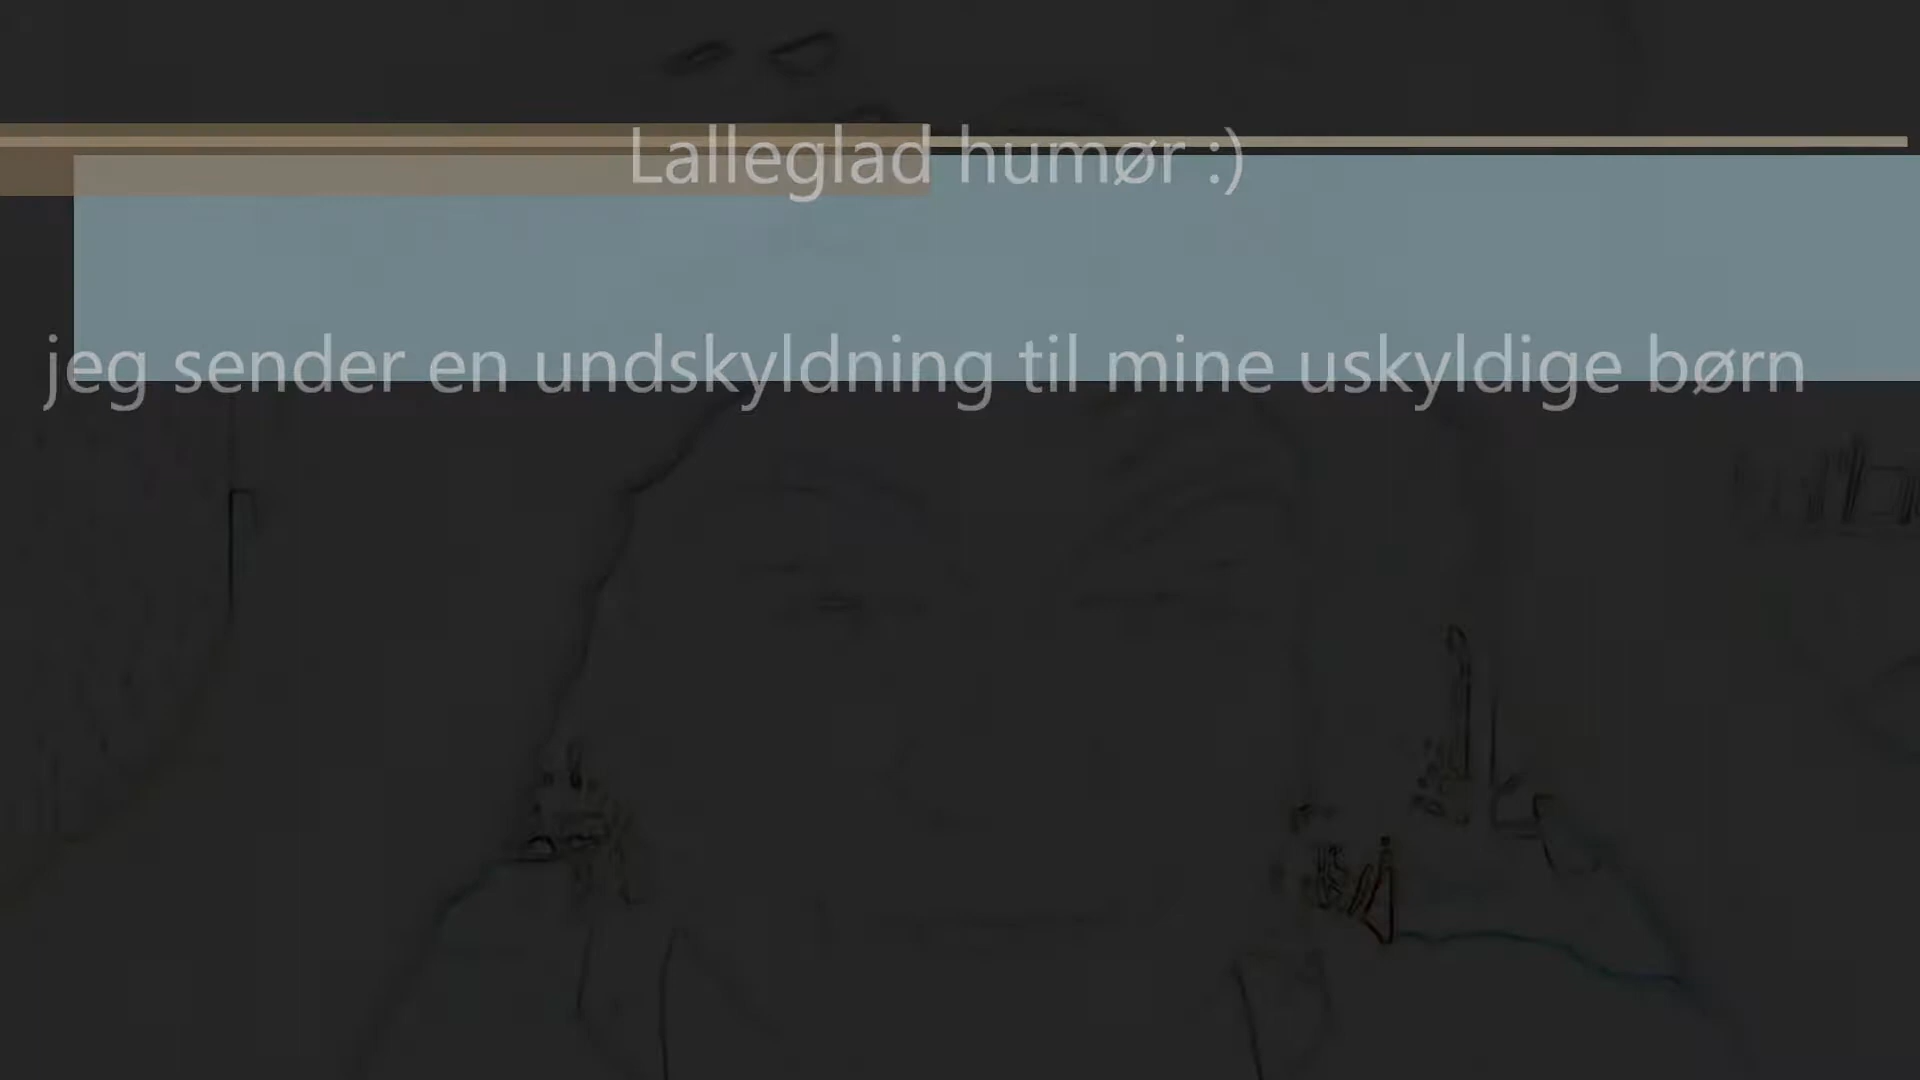 Lalleglad humør :)
jeg sender en undskyldning til mine uskyldige børn